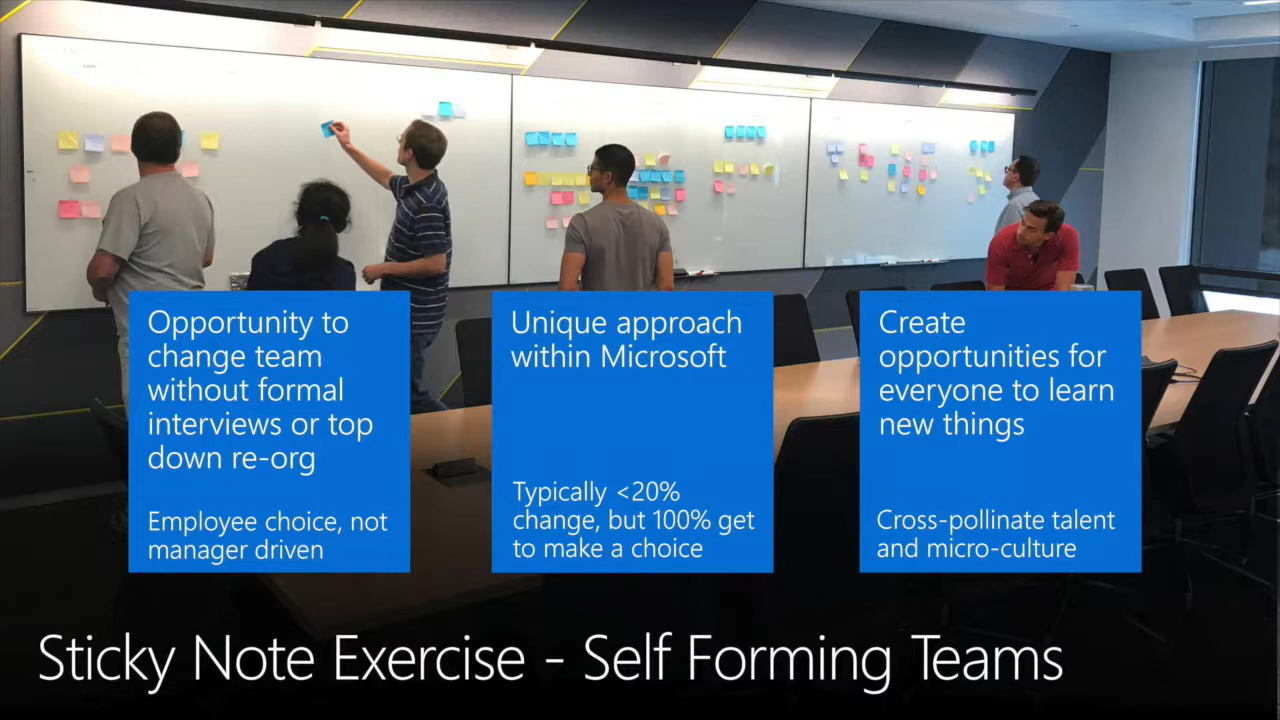 Opportunity to
change team
without formal
interviews or top
down re-org
Employee choice, not
manager driven
Unique approach
within Microsoft
Typically <20%
change, but 100% get
to make a choice
Create
opportunities for
everyone to learn
new things
Cross-pollinate talent
and micro-culture
Sticky Note Exercise - Self Forming Teams